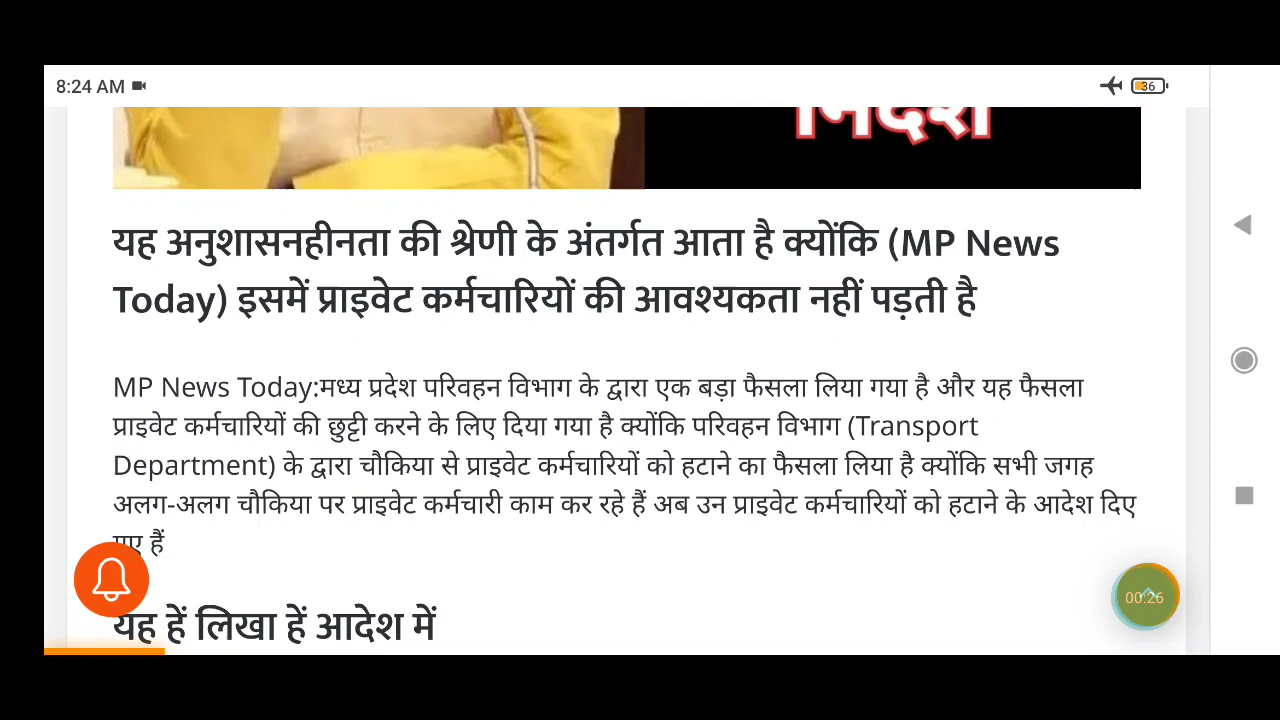 8:24 AM
36
निर्देश
यह अनुशासनहीनता की श्रेणी के अंतर्गत आता है क्योंकि (MP News
Today) इसमें प्राइवेट कर्मचारियों की आवश्यकता नहीं पड़ती है
MP News Today:मध्य प्रदेश परिवहन विभाग के द्वारा एक बड़ा फैसला लिया गया है और यह फैसला
प्राइवेट कर्मचारियों की छुट्टी करने के लिए दिया गया है क्योंकि परिवहन विभाग (Transport
Department) के द्वारा चौकिया से प्राइवेट कर्मचारियों को हटाने का फैसला लिया है क्योंकि सभी जगह
अलग-अलग चौकिया पर प्राइवेट कर्मचारी काम कर रहे हैं अब उन प्राइवेट कर्मचारियों को हटाने के आदेश दिए
गए हैं
00:26
यह हें लिखा हें आदेश में